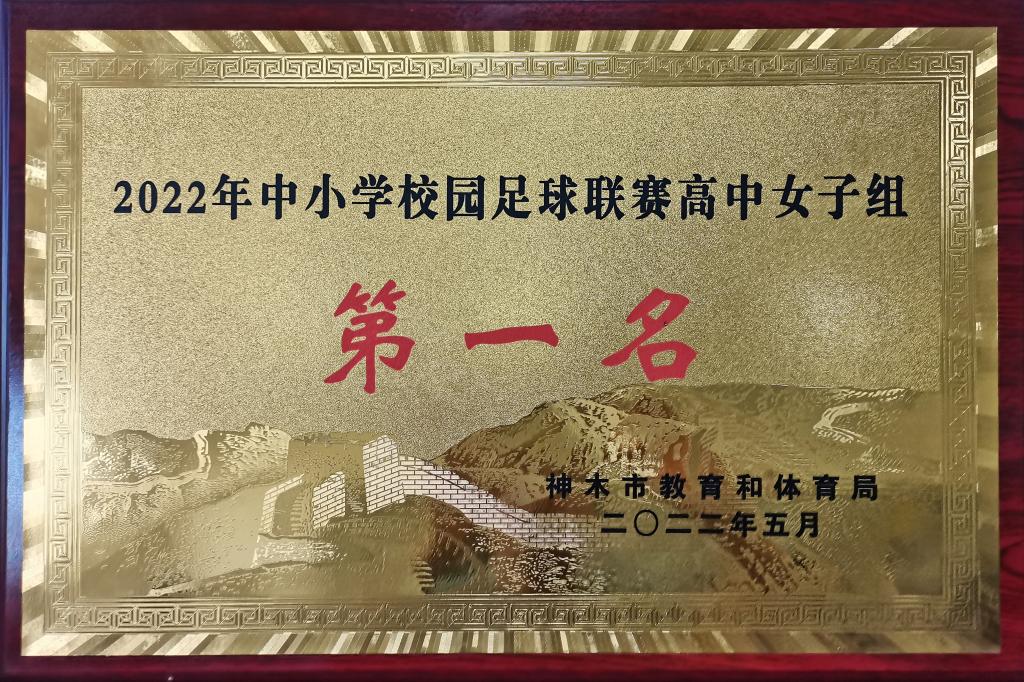 2022年中小学校园足球联赛高中女子组
第一名
神木市教育和体育局
二〇二二年五月